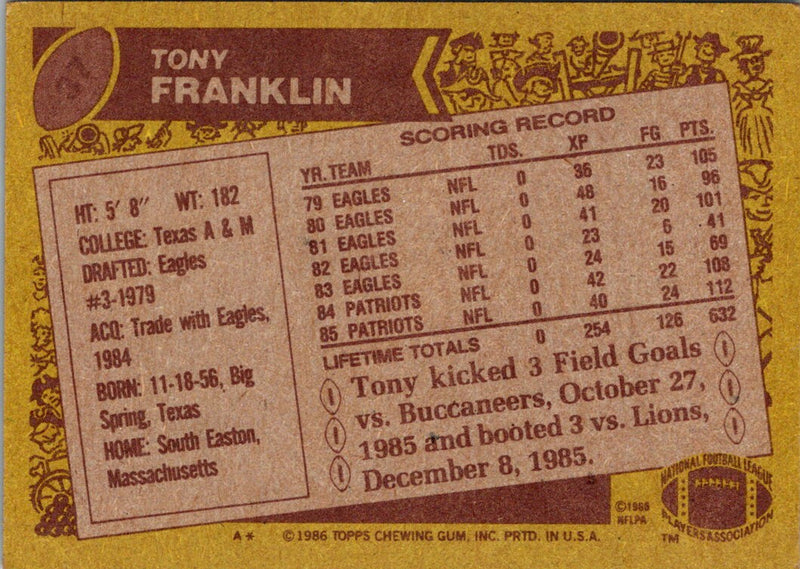 37
TONY
FRANKLIN
HT: 5' 8" WT: 182
COLLEGE: Texas A & M
DRAFTED: Eagles
#3-1979
ACQ: Trade with Eagles,
1984
BORN: 11-18-56, Big
Spring, Texas
HOME: South Easton,
Massachusetts
SCORING RECORD
YR. TEAM TDS. XP FG PTS.
79 EAGLES NFL 0 36 23 105
80 EAGLES NFL 0 48 16 96
81 EAGLES NFL 0 41 20 101
82 EAGLES NFL 0 23 6 41
83 EAGLES NFL 0 24 15 69
84 PATRIOTS NFL 0 42 22 108
85 PATRIOTS NFL 0 40 24 112
LIFETIME TOTALS 0 254 126 632
Tony kicked 3 Field Goals
vs. Buccaneers, October 27,
1985 and booted 3 vs. Lions,
December 8, 1985.
A* ©1986 TOPPS CHEWING GUM, INC. PRTD. IN U.S.A.
©1986
NFLPA
NATIONAL FOOTBALL LEAGUE
PLAYERS ASSOCIATION
TM